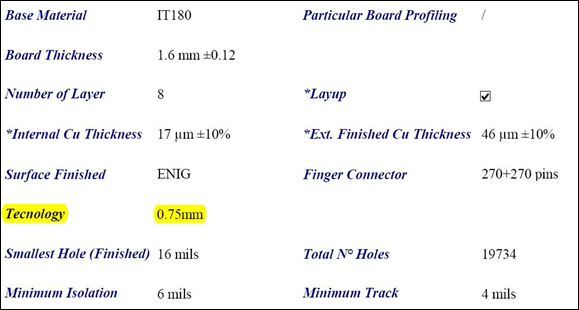 Base Material IT180 Particular Board Profiling /
Board Thickness 1.6 mm ±0.12
Number of Layer 8 *Layup ☑
*Internal Cu Thickness 17 µm ±10% *Ext. Finished Cu Thickness 46 µm ±10%
Surface Finished ENIG Finger Connector 270+270 pins
Tecnology 0.75mm
Smallest Hole (Finished) 16 mils Total N° Holes 19734
Minimum Isolation 6 mils Minimum Track 4 mils